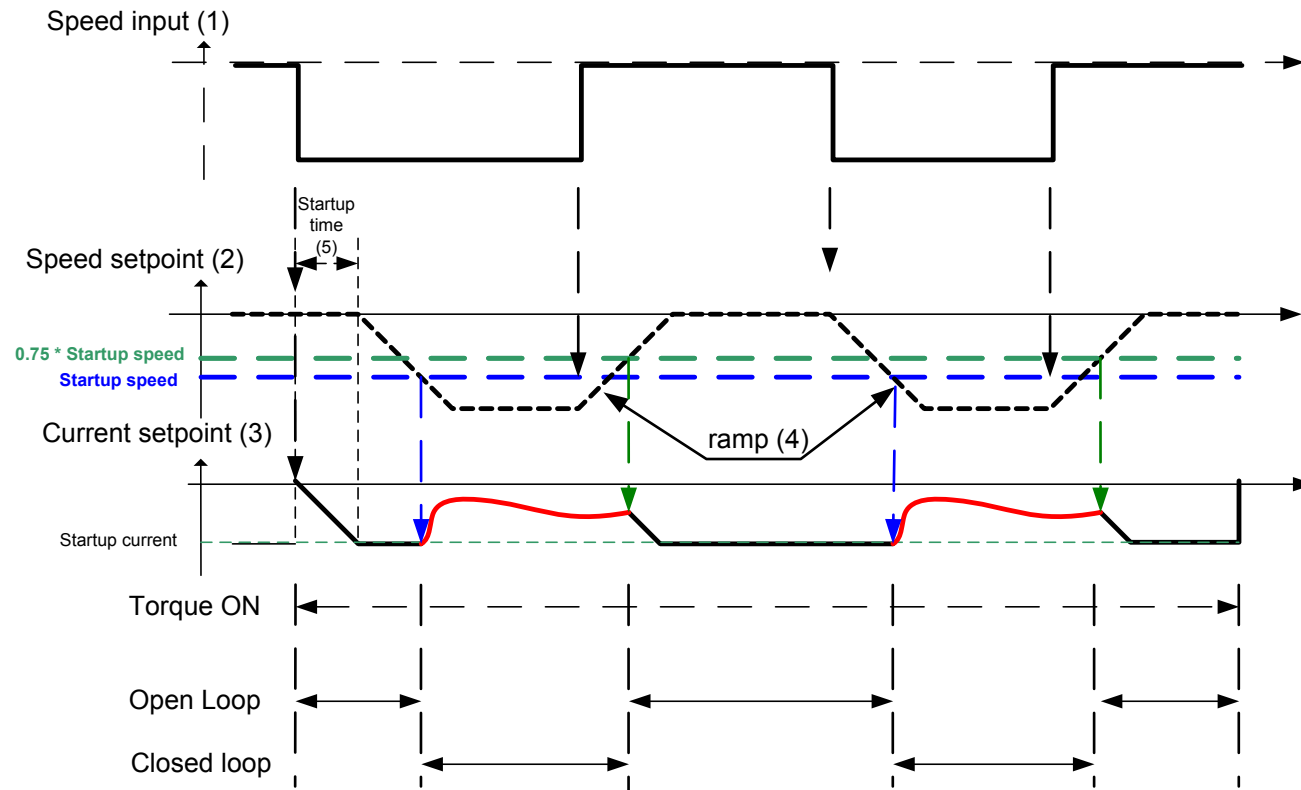 Speed input (1)
Startup
time
(5)
Speed setpoint (2)
0.75 * Startup speed
Startup speed
Current setpoint (3)
ramp (4)
Startup current
Torque ON
Open Loop
Closed loop